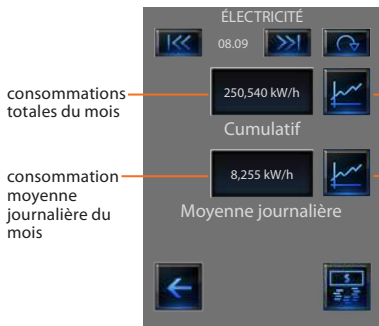 ÉLECTRICITÉ
08.09
consommations
totales du mois
250,540 kW/h
Cumulatif
consommation
moyenne
journalière du
mois
8,255 kW/h
Moyenne journalière
$